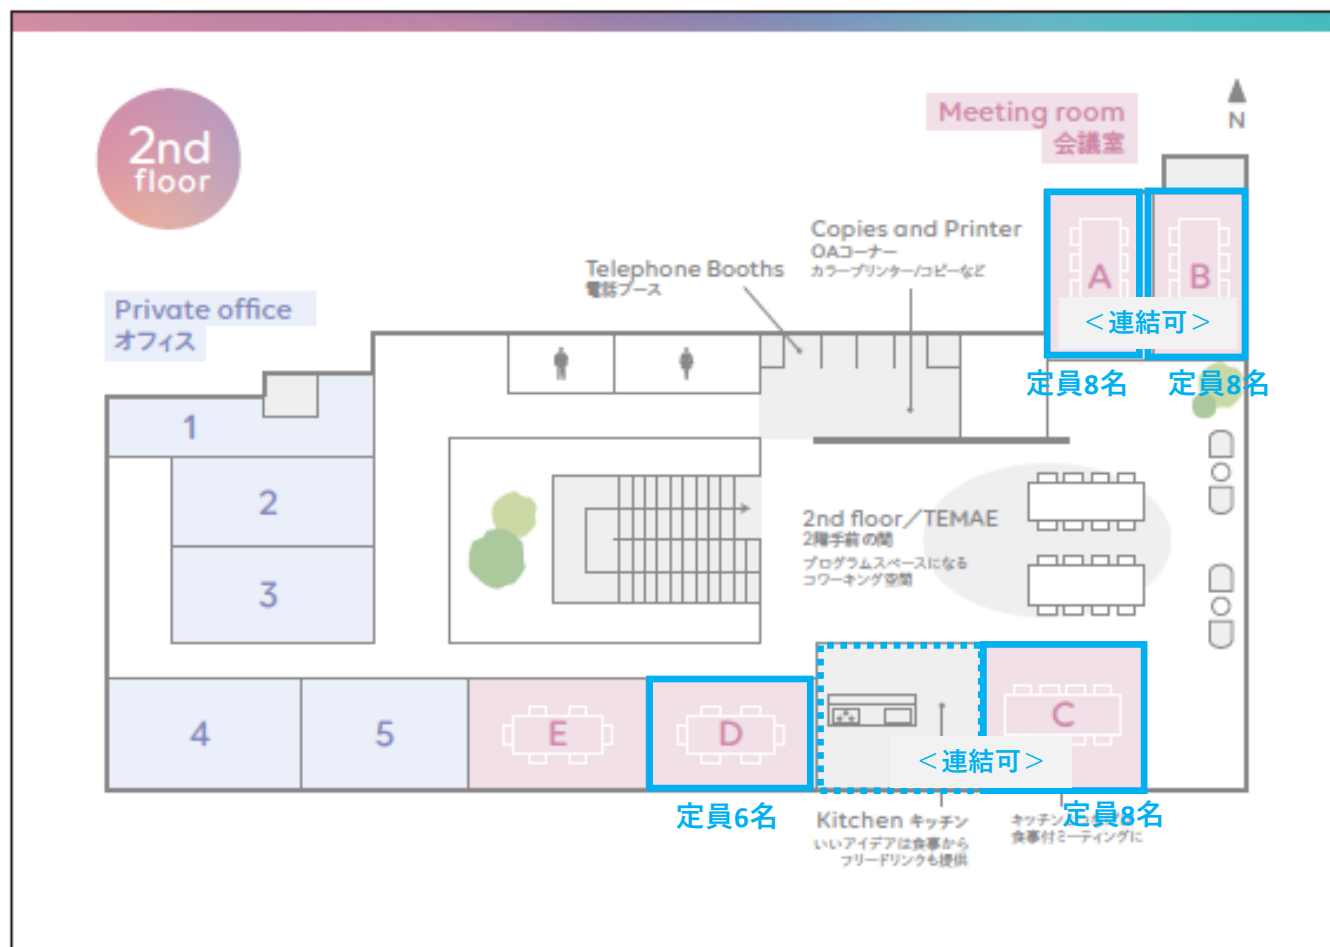 2nd
floor
Meeting room
会議室
N
Copies and Printer
OAコーナー
カラープリンター/コピーなど
Telephone Booths
電話ブース
Private office
オフィス
A
B
<連結可>
定員8名
定員8名
1
2
3
2nd floor/TEMAE
2階手前の間
プログラムスペースになる
コワーキング空間
4
5
E
D
C
<連結可>
定員6名
定員8名
Kitchen キッチン
いいアイデアは食事から
フリードリンクも提供
キッチン
食事付ミーティングに